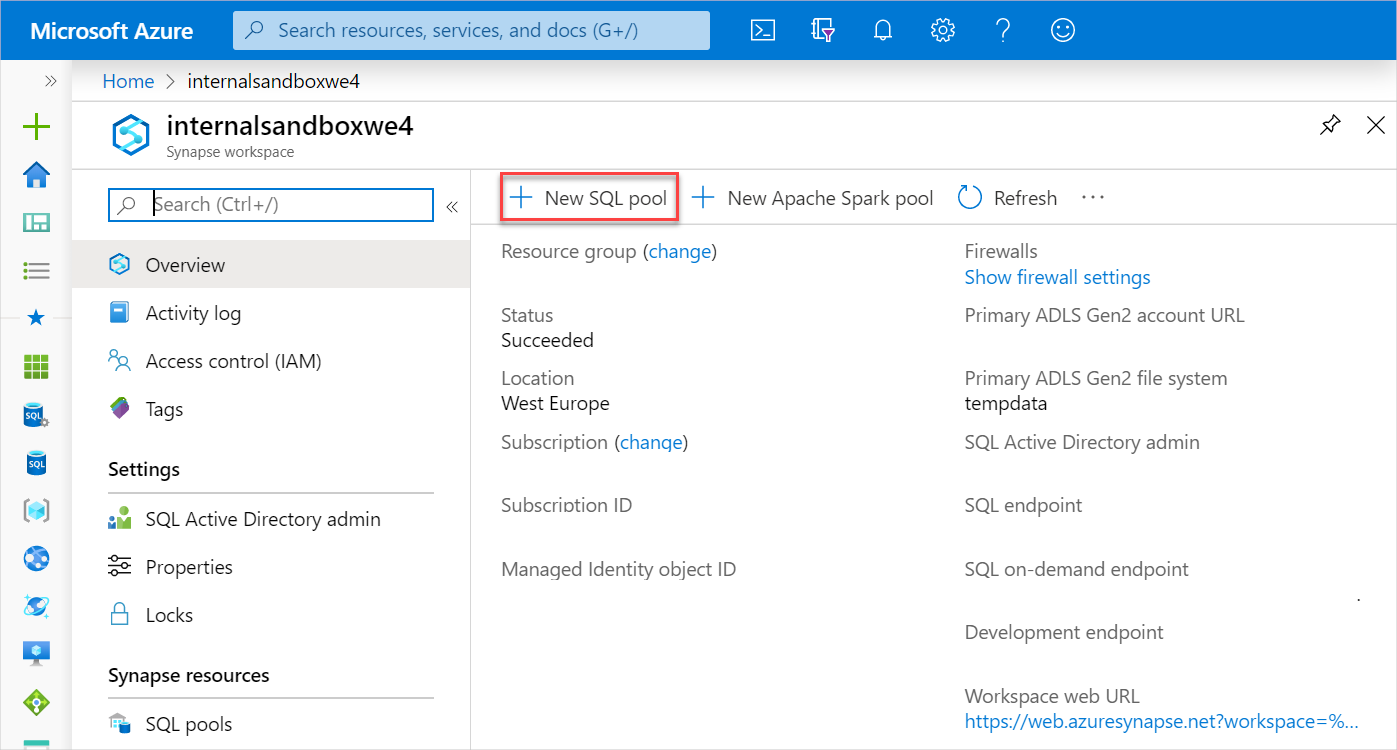 Microsoft Azure
Search resources, services, and docs (G+/)
Home > internalsandboxwe4
internalsandboxwe4
Synapse workspace
Search (Ctrl+/)
«
Overview
Activity log
Access control (IAM)
Tags
Settings
SQL Active Directory admin
Properties
Locks
Synapse resources
SQL pools
+ New SQL pool
+ New Apache Spark pool
Refresh
...
Resource group (change)
Status
Succeeded
Location
West Europe
Subscription (change)
Subscription ID
Managed Identity object ID
Firewalls
Show firewall settings
Primary ADLS Gen2 account URL
Primary ADLS Gen2 file system
tempdata
SQL Active Directory admin
SQL endpoint
SQL on-demand endpoint
Development endpoint
Workspace web URL
https://web.azuresynapse.net?workspace=%...
SQL
SQL